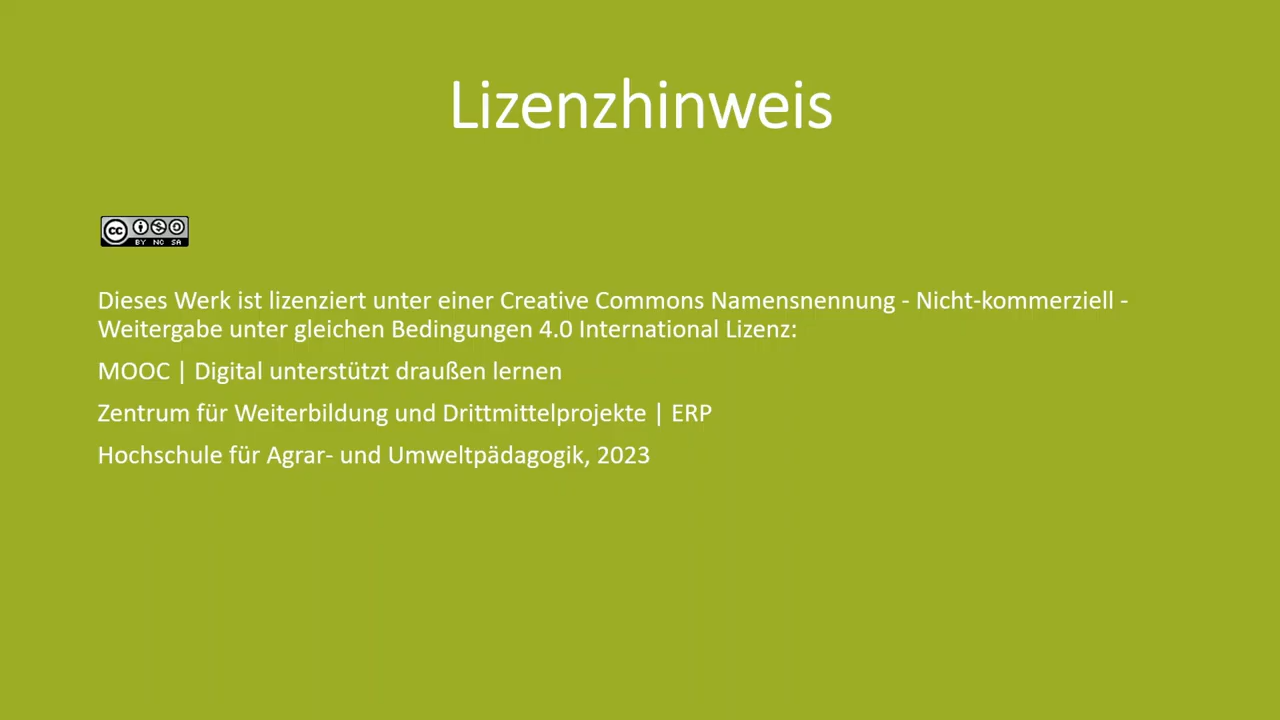 Lizenzhinweis
cc
BY NC SA
Dieses Werk ist lizenziert unter einer Creative Commons Namensnennung - Nicht-kommerziell -
Weitergabe unter gleichen Bedingungen 4.0 International Lizenz:
MOOC | Digital unterstützt draußen lernen
Zentrum für Weiterbildung und Drittmittelprojekte | ERP
Hochschule für Agrar- und Umweltpädagogik, 2023